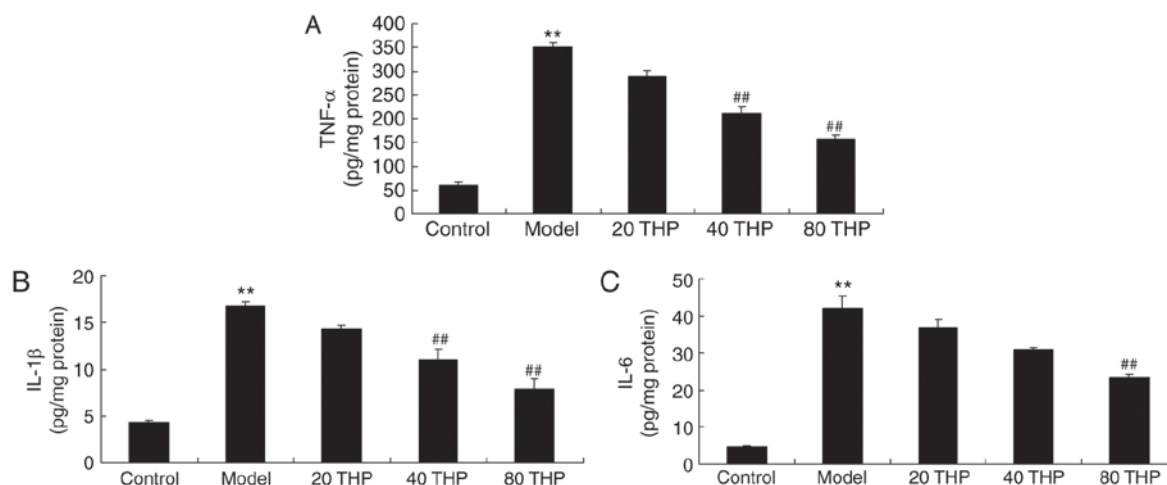 A
TNF-α
(pg/mg protein)
400
350
300
250
200
150
100
50
0
**
##
##
Control Model 20 THP 40 THP 80 THP
B
IL-1β
(pg/mg protein)
20
15
10
5
0
**
##
##
Control Model 20 THP 40 THP 80 THP
C
IL-6
(pg/mg protein)
50
40
30
20
10
0
**
##
Control Model 20 THP 40 THP 80 THP